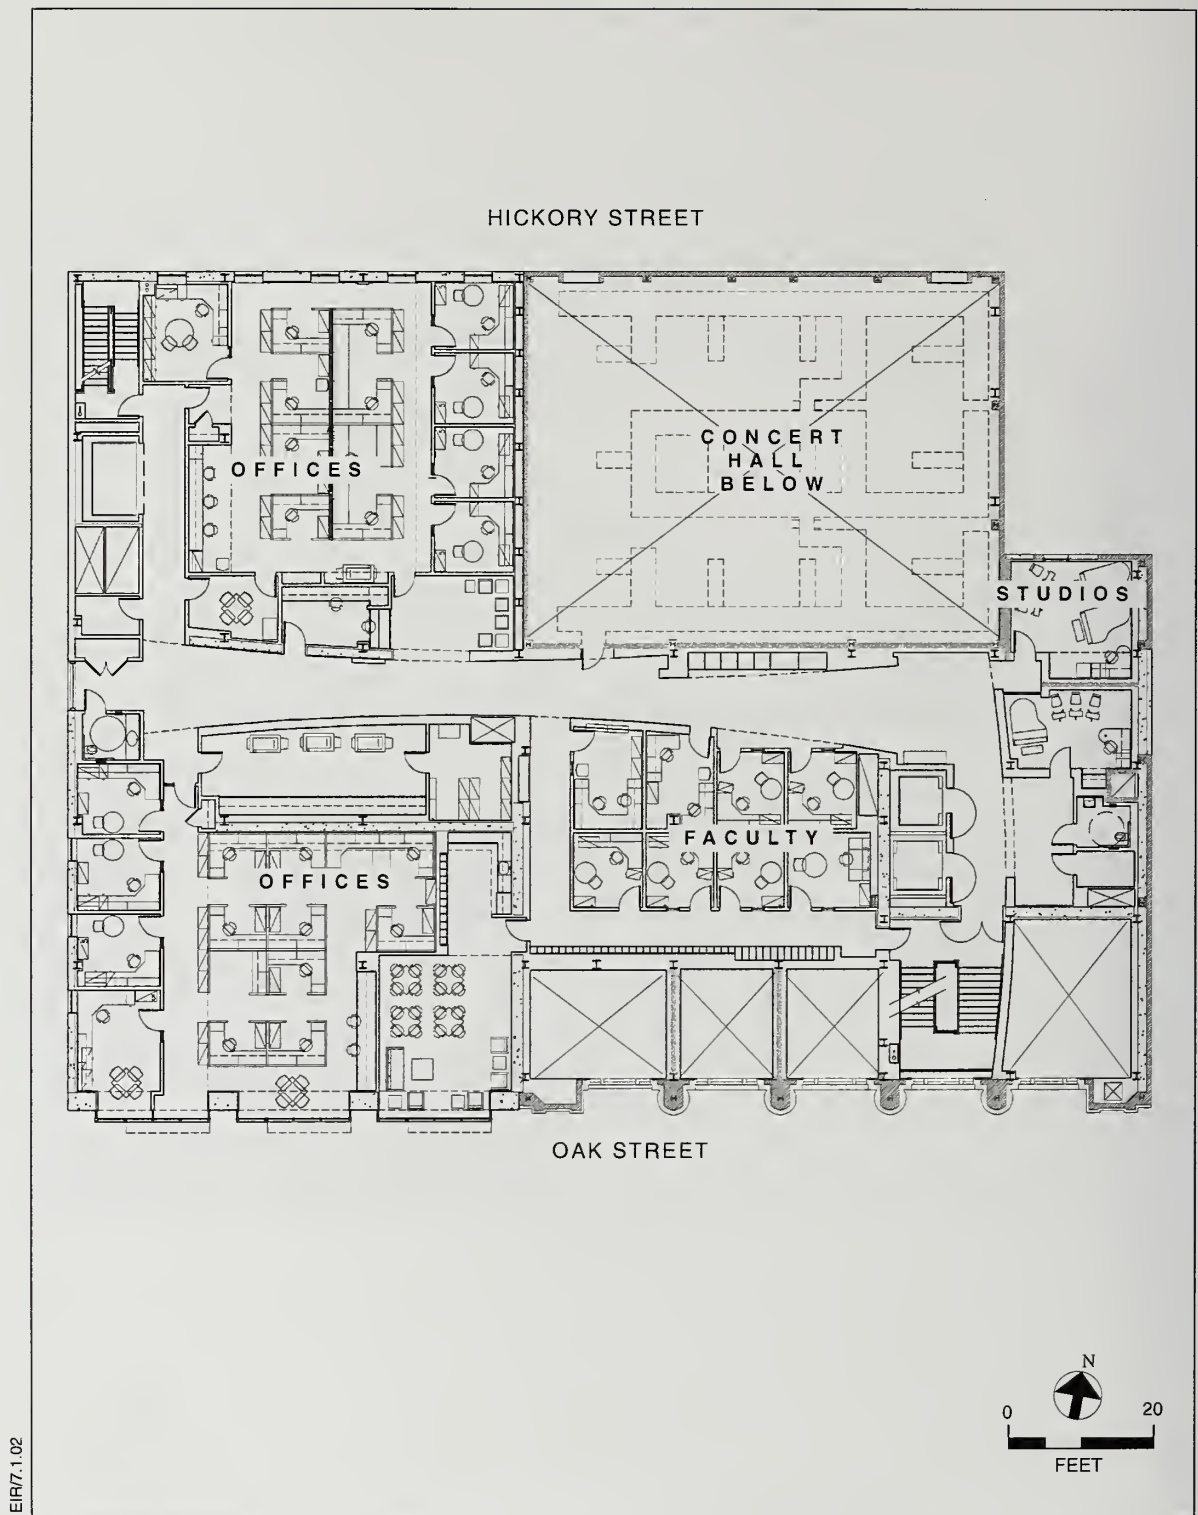 HICKORY STREET
OFFICES
CONCERT
HALL
BELOW
STUDIOS
FACULTY
OFFICES
OAK STREET
N
0 20
FEET
EIR/7.1.02